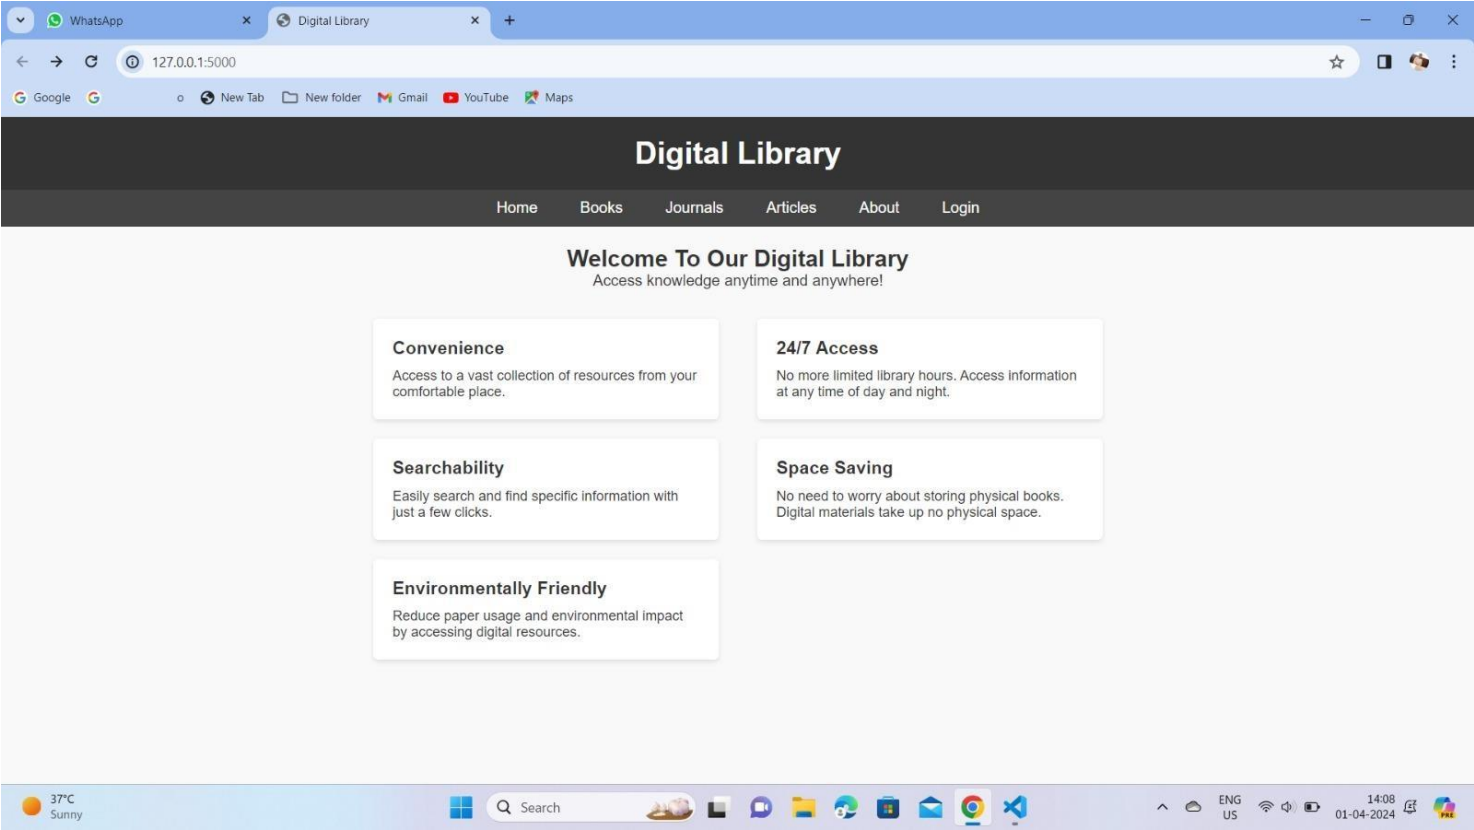 WhatsApp
Digital Library
127.0.0.1:5000
Google
o
New Tab
New folder
Gmail
YouTube
Maps
Digital Library
Home Books Journals Articles About Login
Welcome To Our Digital Library
Access knowledge anytime and anywhere!
Convenience
Access to a vast collection of resources from your
comfortable place.
24/7 Access
No more limited library hours. Access information
at any time of day and night.
Searchability
Easily search and find specific information with
just a few clicks.
Space Saving
No need to worry about storing physical books.
Digital materials take up no physical space.
Environmentally Friendly
Reduce paper usage and environmental impact
by accessing digital resources.
37°C
Sunny
Search
ENG
US
14:08
01-04-2024
PRE